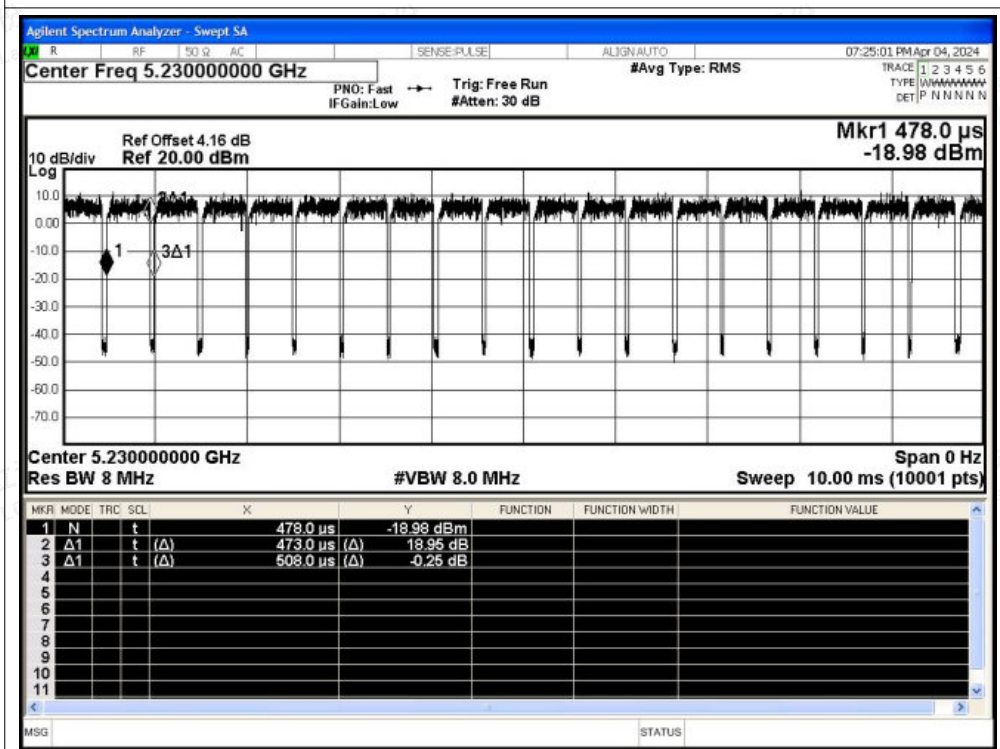 Agilent Spectrum Analyzer - Swept SA
R RF 50 Ω AC SENSE:PULSE ALIGN AUTO 07:25:01 PM Apr 04, 2024
Center Freq 5.230000000 GHz #Avg Type: RMS TRACE 1 2 3 4 5 6
PNO: Fast Trig: Free Run TYPE WWWWWW
IFGain:Low #Atten: 30 dB DET P N N N N N
Mkr1 478.0 µs
Ref Offset 4.16 dB
10 dB/div Ref 20.00 dBm -18.98 dBm
Log
10.0
2Δ1
0.00
-10.0
1 3Δ1
-20.0
-30.0
-40.0
-50.0
-60.0
-70.0
Center 5.230000000 GHz Span 0 Hz
Res BW 8 MHz #VBW 8.0 MHz Sweep 10.00 ms (10001 pts)
MKR MODE TRC SCL X Y FUNCTION FUNCTION WIDTH FUNCTION VALUE
1 N t 478.0 µs -18.98 dBm
2 Δ1 t (Δ) 473.0 µs (Δ) 18.95 dB
3 Δ1 t (Δ) 508.0 µs (Δ) -0.25 dB
4
5
6
7
8
9
10
11
MSG STATUS